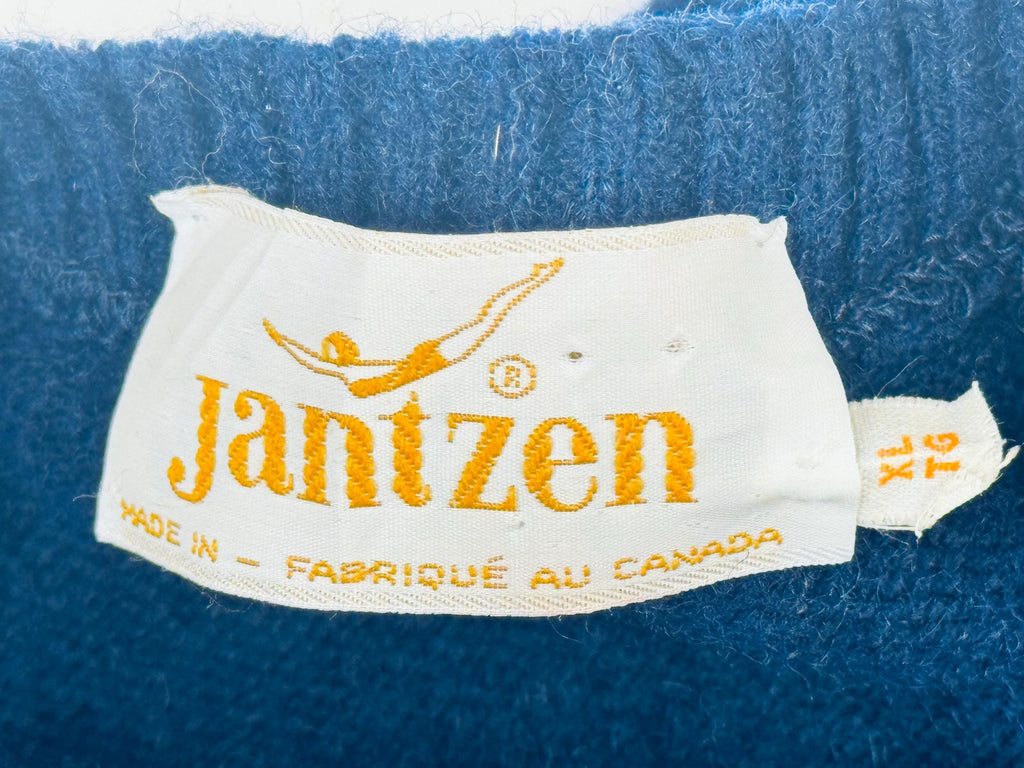 Jantzen®
MADE IN – FABRIQUÉ AU CANADA
XL
TG